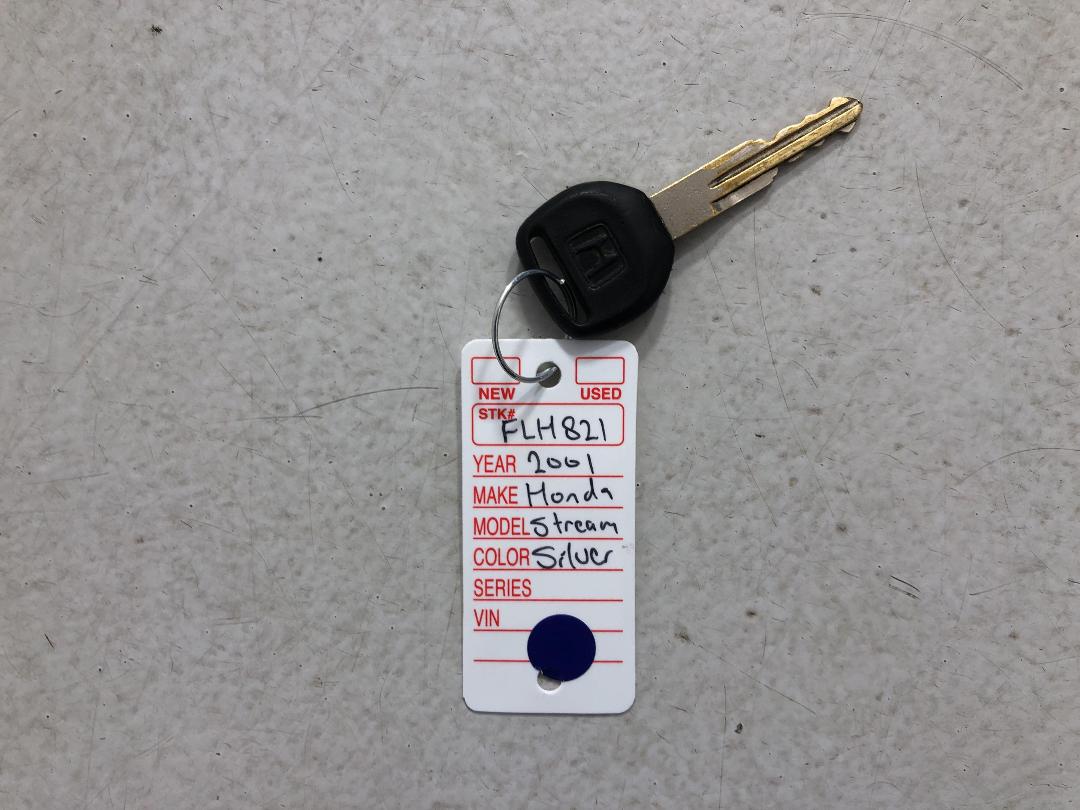 NEW USED
STK# FLH821
YEAR 2001
MAKE Honda
MODEL Stream
COLOR Silver
SERIES
VIN